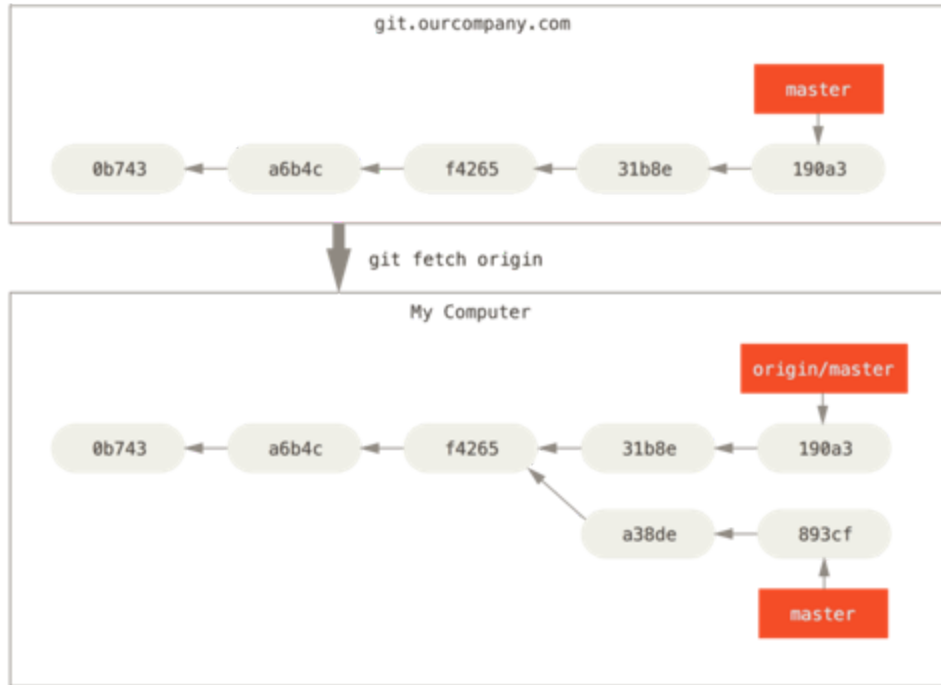 git.ourcompany.com
master
0b743 a6b4c f4265 31b8e 190a3
git fetch origin
My Computer
origin/master
0b743 a6b4c f4265 31b8e 190a3
a38de 893cf
master